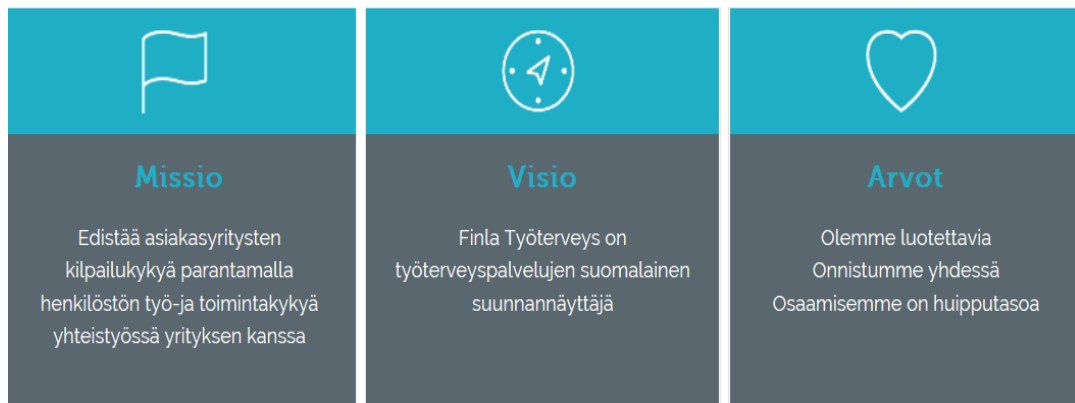 Missio
Edistää asiakasyritysten
kilpailukykyä parantamalla
henkilöstön työ-ja toimintakykyä
yhteistyössä yrityksen kanssa
Visio
Finla Työterveys on
työterveyspalvelujen suomalainen
suunnannäyttäjä
Arvot
Olemme luotettavia
Onnistumme yhdessä
Osaamisemme on huipputasoa